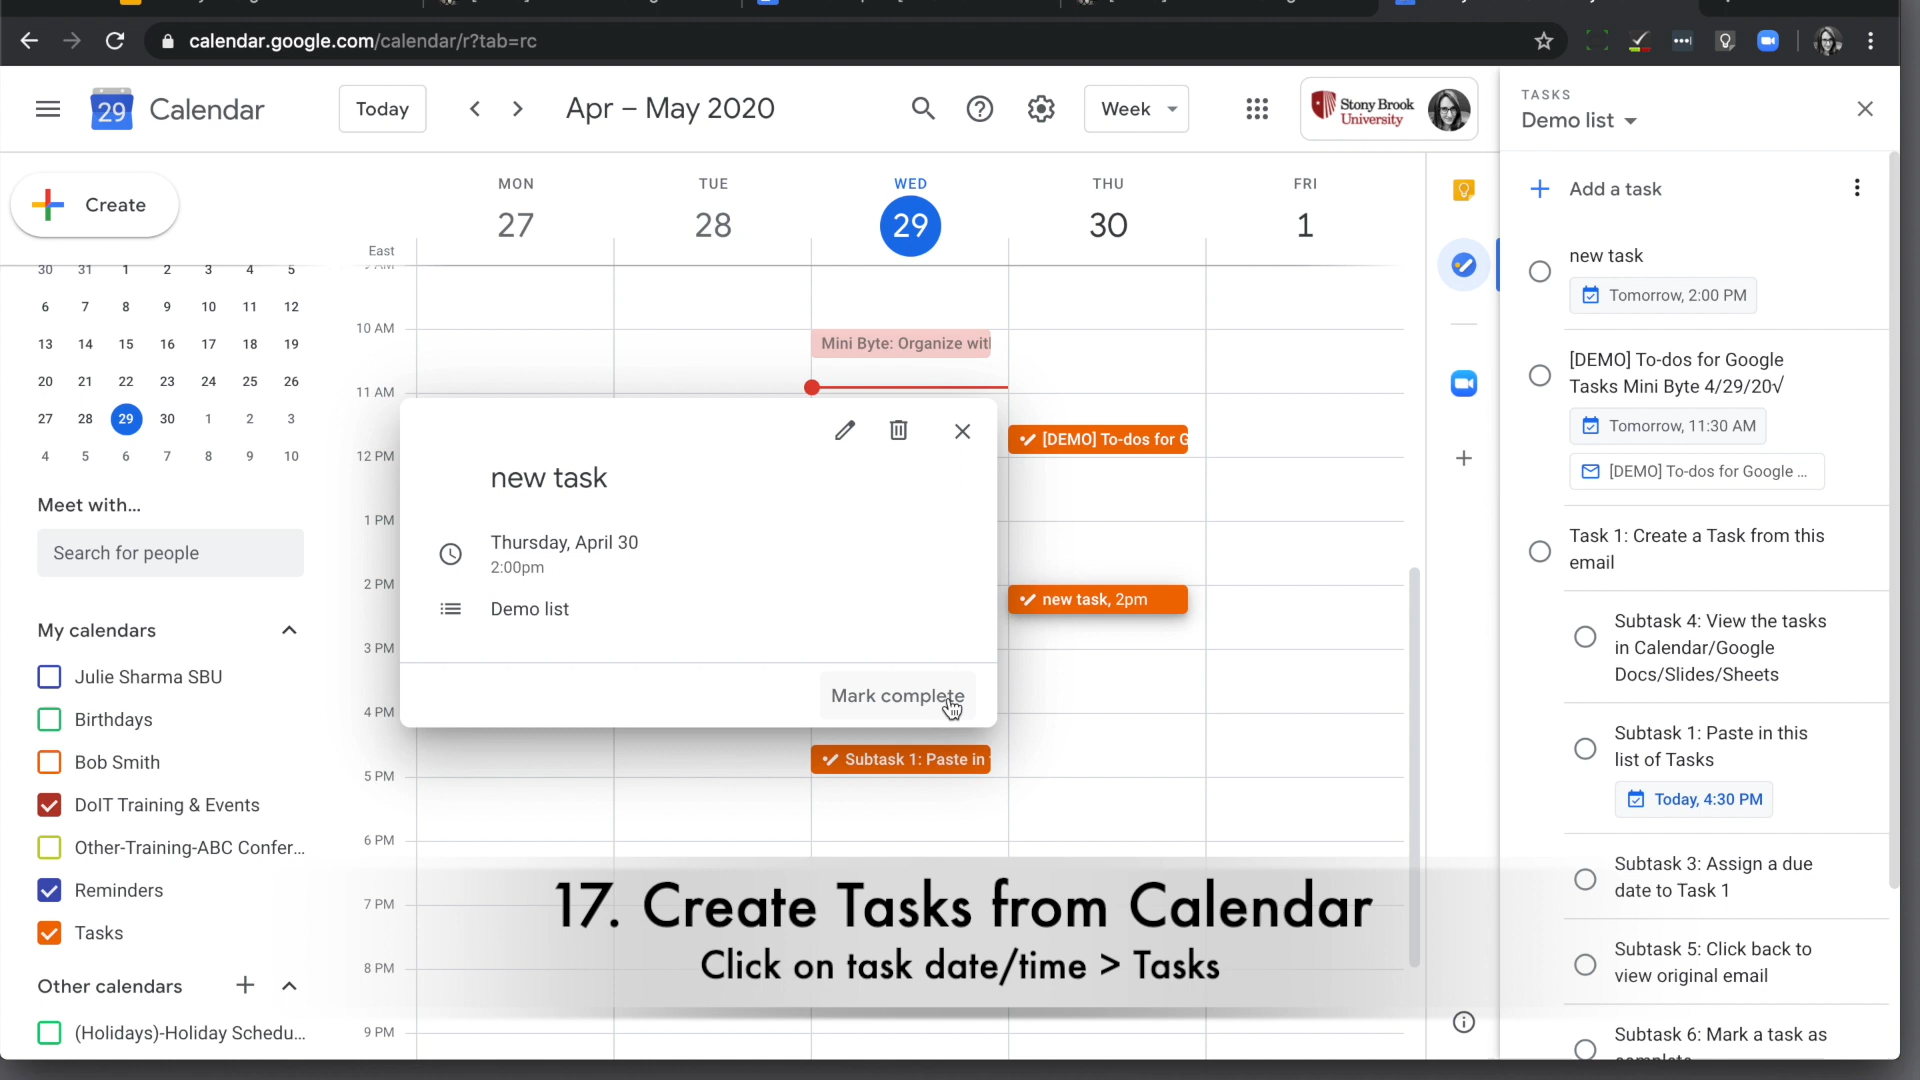 calendar.google.com/calendar/r?tab=rc
29
Calendar
Today
Apr – May 2020
Week
Stony Brook
University
TASKS
Demo list
Create
Add a task
MON
TUE
WED
THU
FRI
27
28
29
30
1
East
30 31 1 2 3 4 5
6 7 8 9 10 11 12
13 14 15 16 17 18 19
20 21 22 23 24 25 26
27 28 29 30 1 2 3
4 5 6 7 8 9 10
Meet with...
Search for people
My calendars
Julie Sharma SBU
Birthdays
Bob Smith
DoIT Training & Events
Other-Training-ABC Confer...
Reminders
Tasks
Other calendars
(Holidays)-Holiday Schedu...
9 AM
10 AM
11 AM
12 PM
1 PM
2 PM
3 PM
4 PM
5 PM
6 PM
7 PM
8 PM
9 PM
Mini Byte: Organize wit
[DEMO] To-dos for G
new task, 2pm
Subtask 1: Paste in
new task
Thursday, April 30
2:00pm
Demo list
Mark complete
17. Create Tasks from Calendar
Click on task date/time > Tasks
new task
Tomorrow, 2:00 PM
[DEMO] To-dos for Google
Tasks Mini Byte 4/29/20√
Tomorrow, 11:30 AM
[DEMO] To-dos for Google ...
Task 1: Create a Task from this
email
Subtask 4: View the tasks
in Calendar/Google
Docs/Slides/Sheets
Subtask 1: Paste in this
list of Tasks
Today, 4:30 PM
Subtask 3: Assign a due
date to Task 1
Subtask 5: Click back to
view original email
Subtask 6: Mark a task as
complete